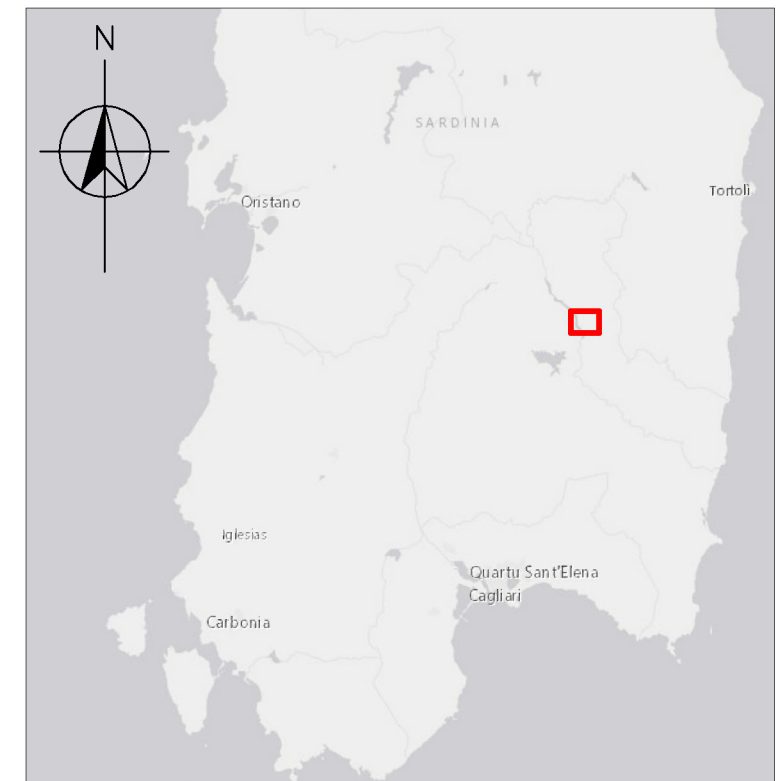 N
SARDINIA
Tortolì
Oristano
Iglesias
Quartu Sant'Elena
Cagliari
Carbonia